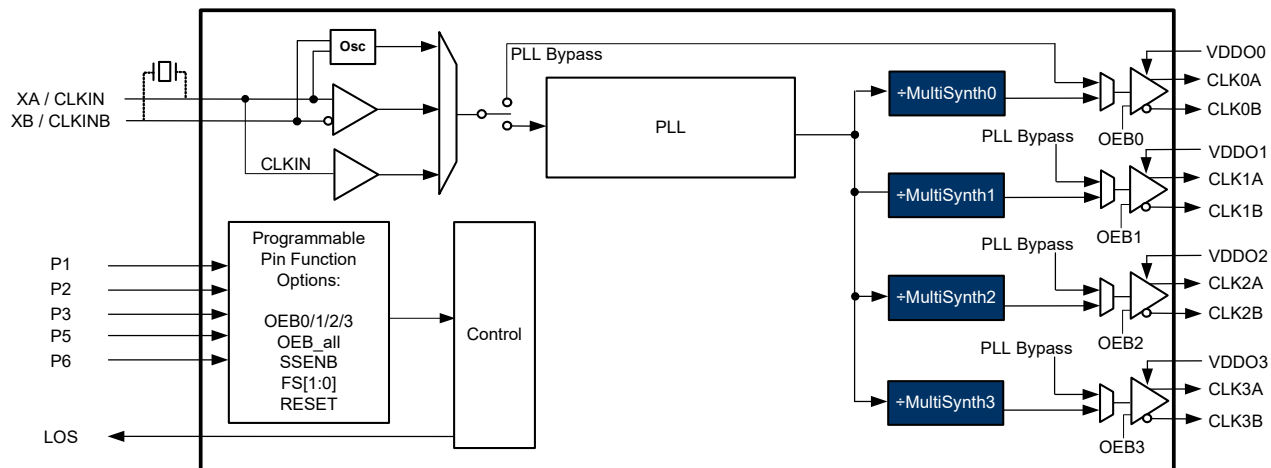 Osc
PLL Bypass
VDDO0
XA / CLKIN
XB / CLKINB
CLKIN
PLL
÷MultiSynth0
CLK0A
CLK0B
OEB0
PLL Bypass
VDDO1
÷MultiSynth1
CLK1A
CLK1B
OEB1
PLL Bypass
VDDO2
÷MultiSynth2
CLK2A
CLK2B
OEB2
PLL Bypass
VDDO3
÷MultiSynth3
CLK3A
CLK3B
OEB3
P1
P2
P3
P5
P6
LOS
Programmable
Pin Function
Options:
OEB0/1/2/3
OEB_all
SSENB
FS[1:0]
RESET
Control